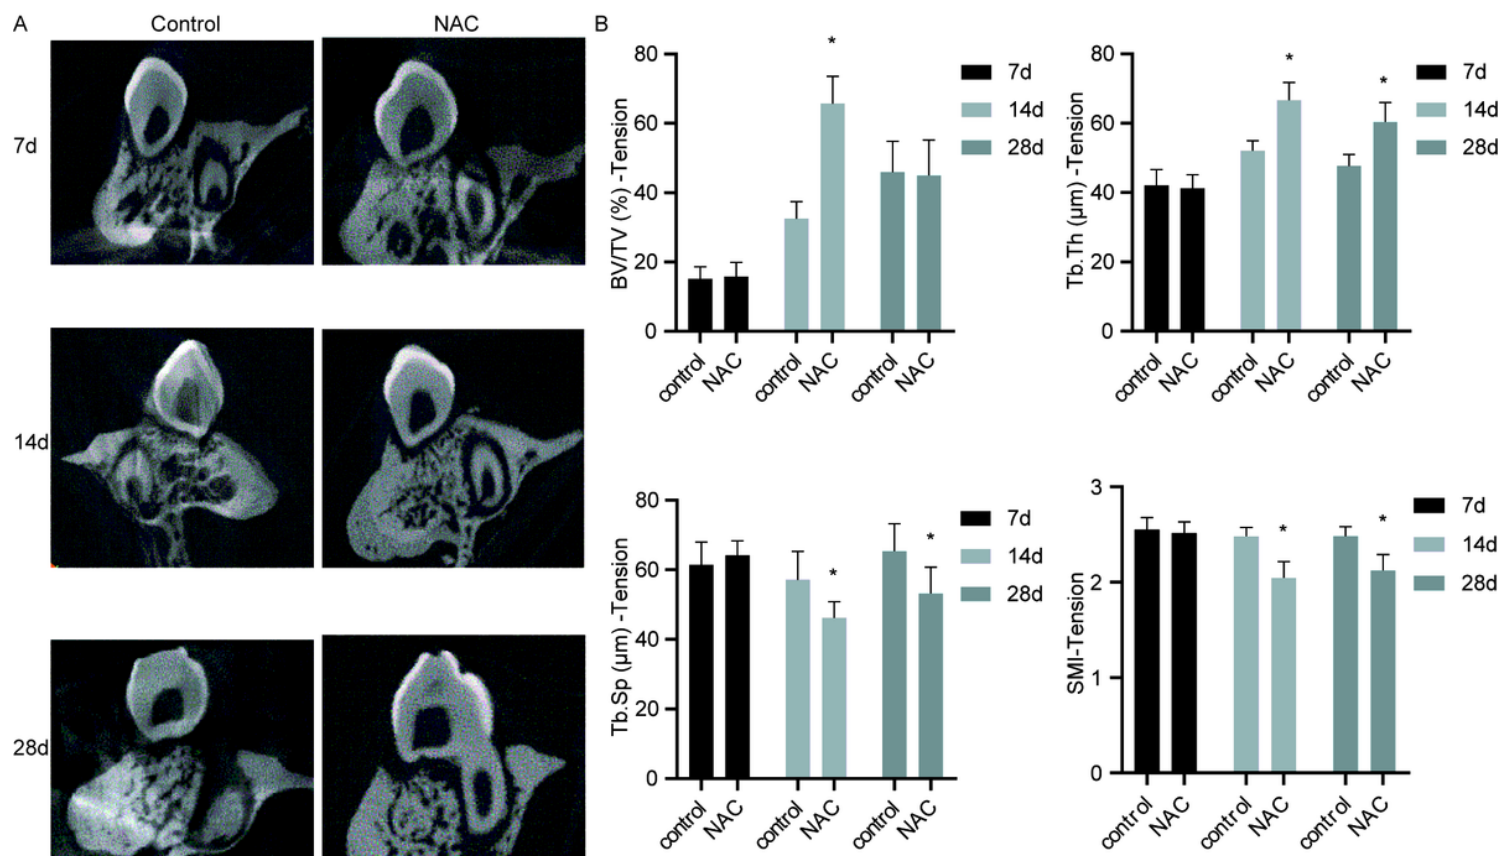 A
Control
NAC
7d
14d
28d
B
BV/TV (%) -Tension
80
60
40
20
0
control
NAC
control
NAC
control
NAC
*
7d
14d
28d
Tb.Th (μm) -Tension
80
60
40
20
0
control
NAC
control
NAC
control
NAC
*
*
7d
14d
28d
Tb.Sp (μm) -Tension
80
60
40
20
0
control
NAC
control
NAC
control
NAC
*
*
7d
14d
28d
SMI-Tension
3
2
1
0
control
NAC
control
NAC
control
NAC
*
*
7d
14d
28d